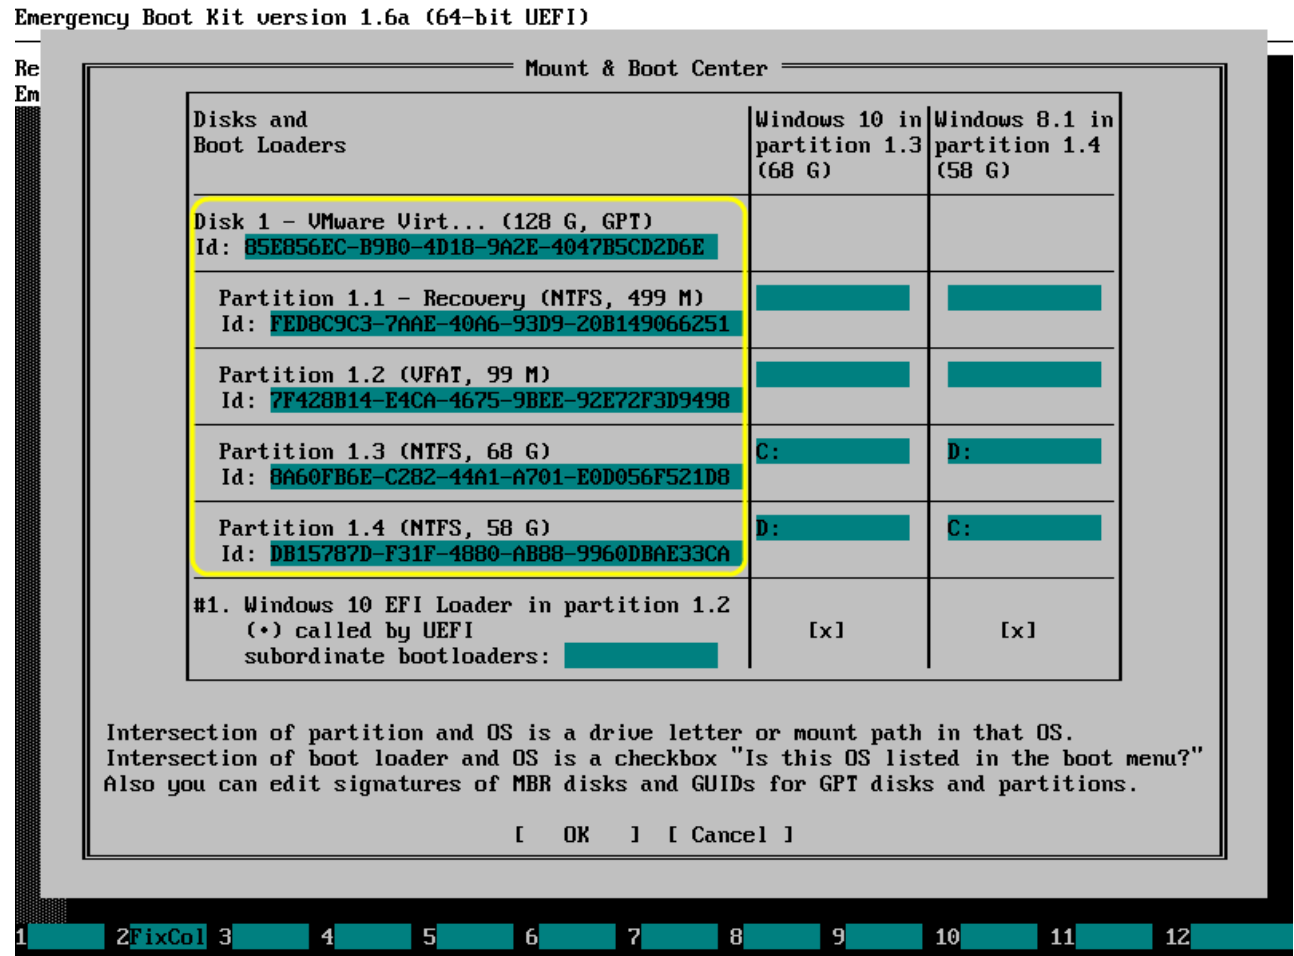 Emergency Boot Kit version 1.6a (64-bit UEFI)
Re
Em
Mount & Boot Center
Disks and
Boot Loaders
Windows 10 in
partition 1.3
(68 G)
Windows 8.1 in
partition 1.4
(58 G)
Disk 1 - VMware Virt... (128 G, GPT)
Id: 85E856EC-B9B0-4D18-9A2E-4047B5CD2D6E
Partition 1.1 - Recovery (NTFS, 499 M)
Id: FED8C9C3-7AAE-40A6-93D9-20B149066251
Partition 1.2 (VFAT, 99 M)
Id: 7F428B14-E4CA-4675-9BEE-92E72F3D9498
Partition 1.3 (NTFS, 68 G) C: D:
Id: 8A60FB6E-C282-44A1-A701-E0D056F521D8
Partition 1.4 (NTFS, 58 G) D: C:
Id: DB15787D-F31F-4880-AB88-9960DBAE33CA
#1. Windows 10 EFI Loader in partition 1.2
(•) called by UEFI [x] [x]
subordinate bootloaders:
Intersection of partition and OS is a drive letter or mount path in that OS.
Intersection of boot loader and OS is a checkbox "Is this OS listed in the boot menu?"
Also you can edit signatures of MBR disks and GUIDs for GPT disks and partitions.
[ OK ] [ Cancel ]
1 2FixCol 3 4 5 6 7 8 9 10 11 12